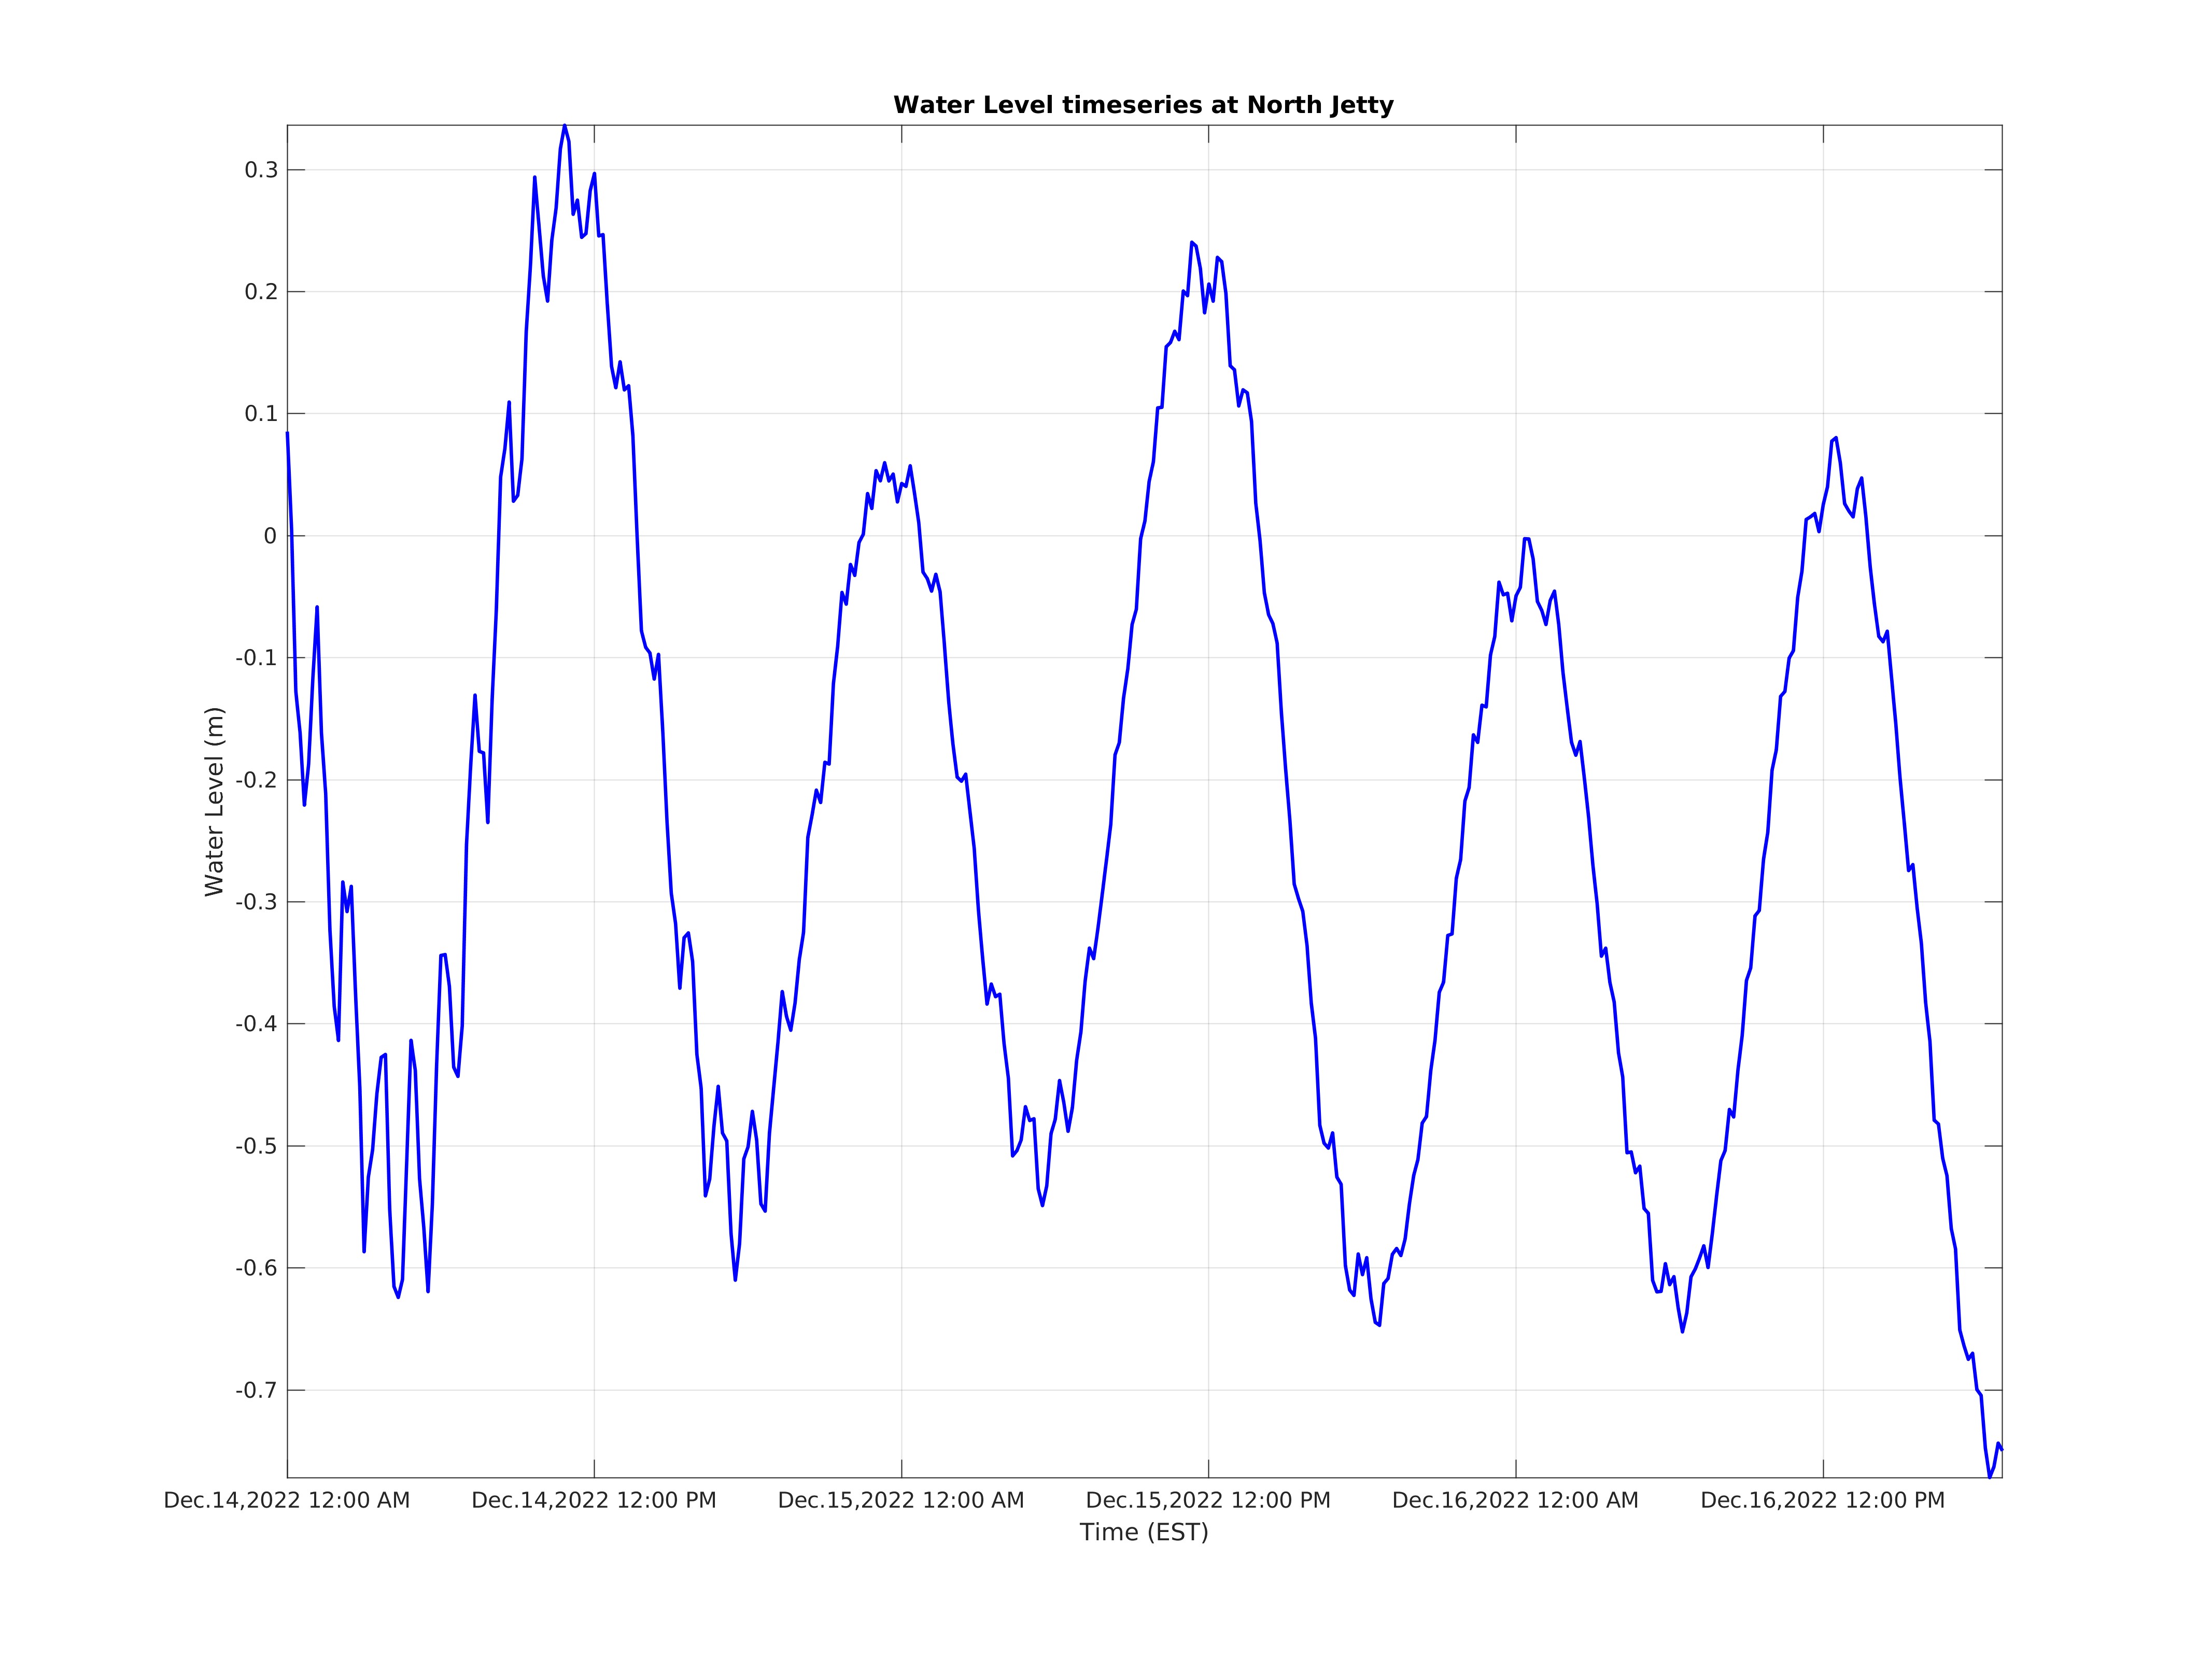 Water Level timeseries at North Jetty
0.3
0.2
0.1
0
-0.1
-0.2
-0.3
-0.4
-0.5
-0.6
-0.7
Water Level (m)
Dec.14,2022 12:00 AM Dec.14,2022 12:00 PM Dec.15,2022 12:00 AM Dec.15,2022 12:00 PM Dec.16,2022 12:00 AM Dec.16,2022 12:00 PM
Time (EST)